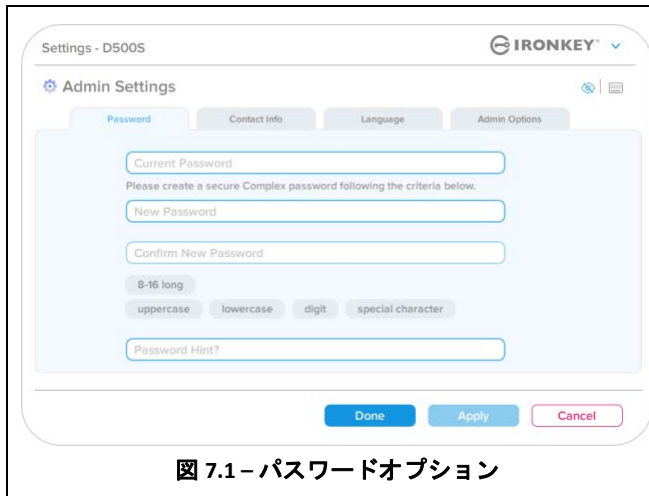 Settings - D500S
IRONKEY
Admin Settings
Password Contact Info Language Admin Options
Current Password
Please create a secure Complex password following the criteria below.
New Password
Confirm New Password
8-16 long
uppercase lowercase digit special character
Password Hint?
Done Apply Cancel
図 7.1 – パスワードオプション